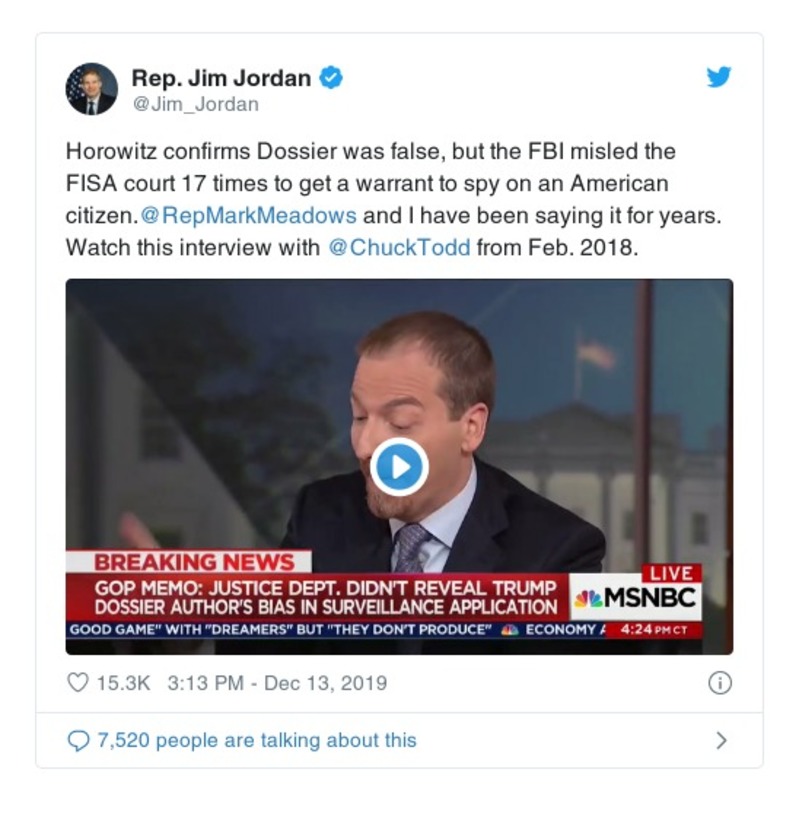 Rep. Jim Jordan
@Jim_Jordan
Horowitz confirms Dossier was false, but the FBI misled the
FISA court 17 times to get a warrant to spy on an American
citizen.@RepMarkMeadows and I have been saying it for years.
Watch this interview with @ChuckTodd from Feb. 2018.
BREAKING NEWS
LIVE
GOP MEMO: JUSTICE DEPT. DIDN'T REVEAL TRUMP
DOSSIER AUTHOR'S BIAS IN SURVEILLANCE APPLICATION
MSNBC
GOOD GAME" WITH "DREAMERS" BUT "THEY DON'T PRODUCE" ECONOMY 4:24 PM CT
15.3K 3:13 PM - Dec 13, 2019
7,520 people are talking about this